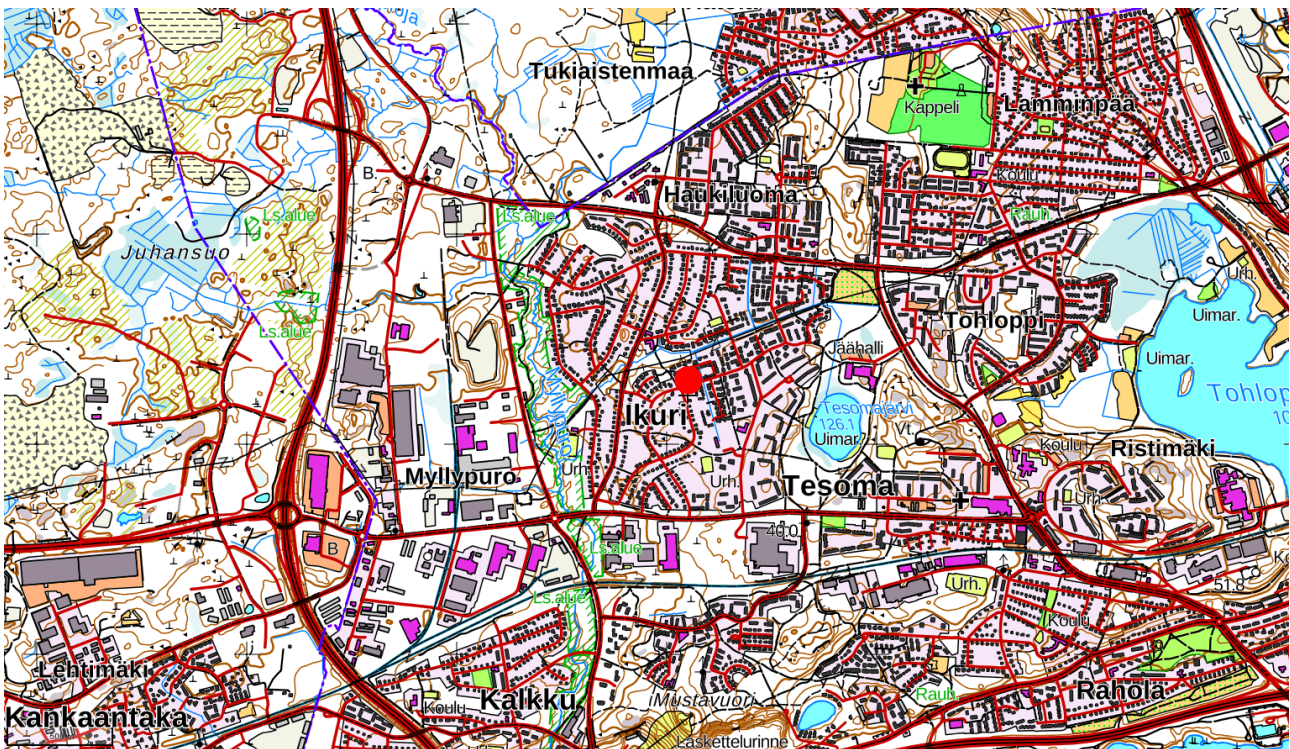 Tukiaistenmaa
Kappeli
Lamminpää
B
Koulu
Haukiluoma
Ls.alue
Ls.alue
Rauh.
Juhansuo
Urh.
Uimar.
Ls.alue
Tohloppi
Jäähalli
Uimar.
Ikuri
Tesomajärvi
126.1
Uimar.
Vt.
Koulu
Ristimäki
Urh.
Myllypuro
Urh.
Tesoma
Urh.
40.0
B
Ls.alue
Urh.
51.8
Ls.alue
Koulu
Lehtimäki
Kalkku
Mustavuori
Rauh.
Rahola
Kankaantaka
Koulu
Laskettelurinne